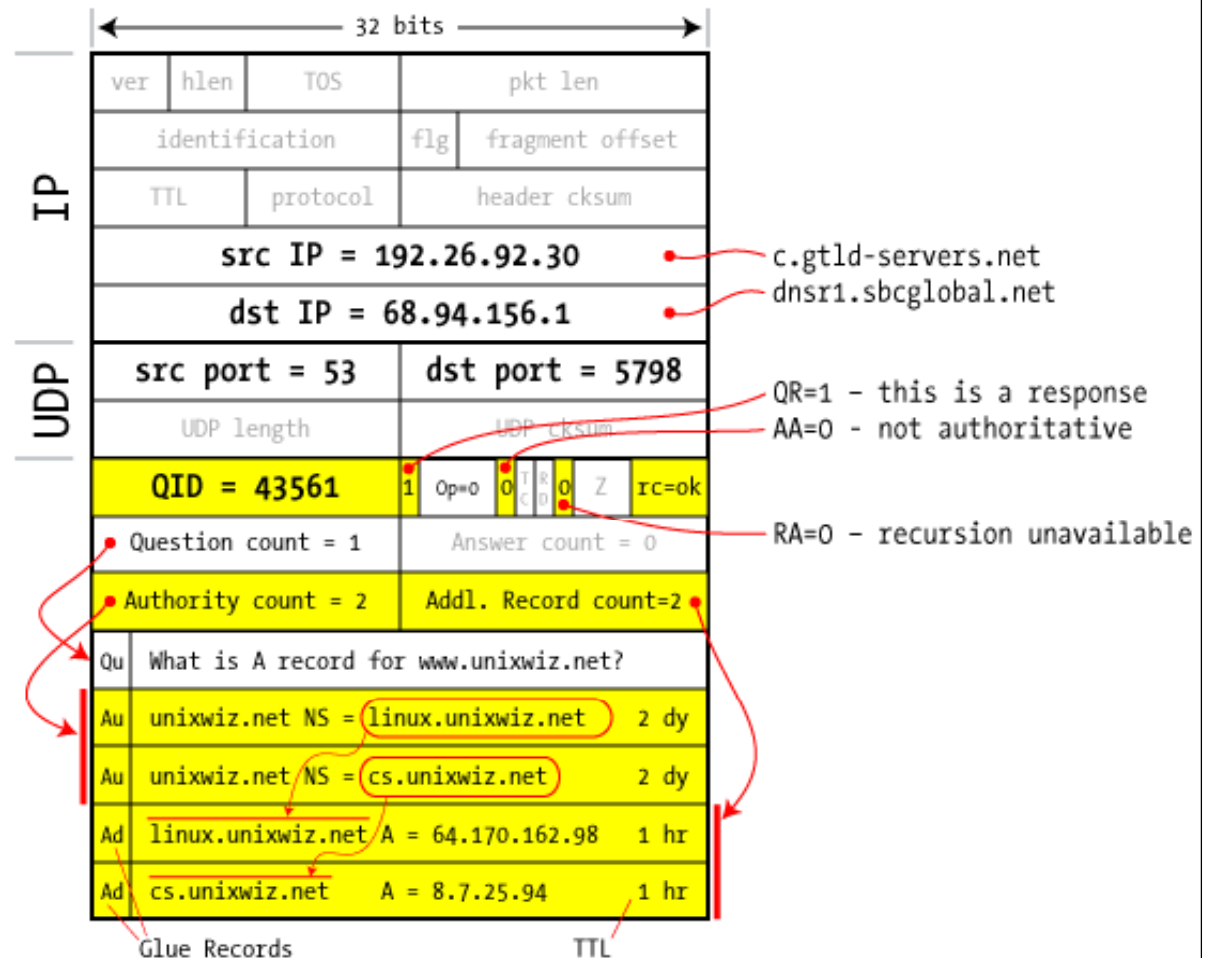 32 bits
ver hlen TOS pkt len
identification flg fragment offset
TTL protocol header cksum
IP
src IP = 192.26.92.30 c.gtld-servers.net
dst IP = 68.94.156.1 dnsr1.sbcglobal.net
UDP
src port = 53 dst port = 5798
QR=1 – this is a response
UDP length UDP cksum AA=0 - not authoritative
QID = 43561 1 Op=0 0 TC RD 0 Z rc=ok
RA=0 – recursion unavailable
Question count = 1 Answer count = 0
Authority count = 2 Addl. Record count=2
Qu What is A record for www.unixwiz.net?
Au unixwiz.net NS = linux.unixwiz.net 2 dy
Au unixwiz.net NS = cs.unixwiz.net 2 dy
Ad linux.unixwiz.net A = 64.170.162.98 1 hr
Ad cs.unixwiz.net A = 8.7.25.94 1 hr
Glue Records TTL